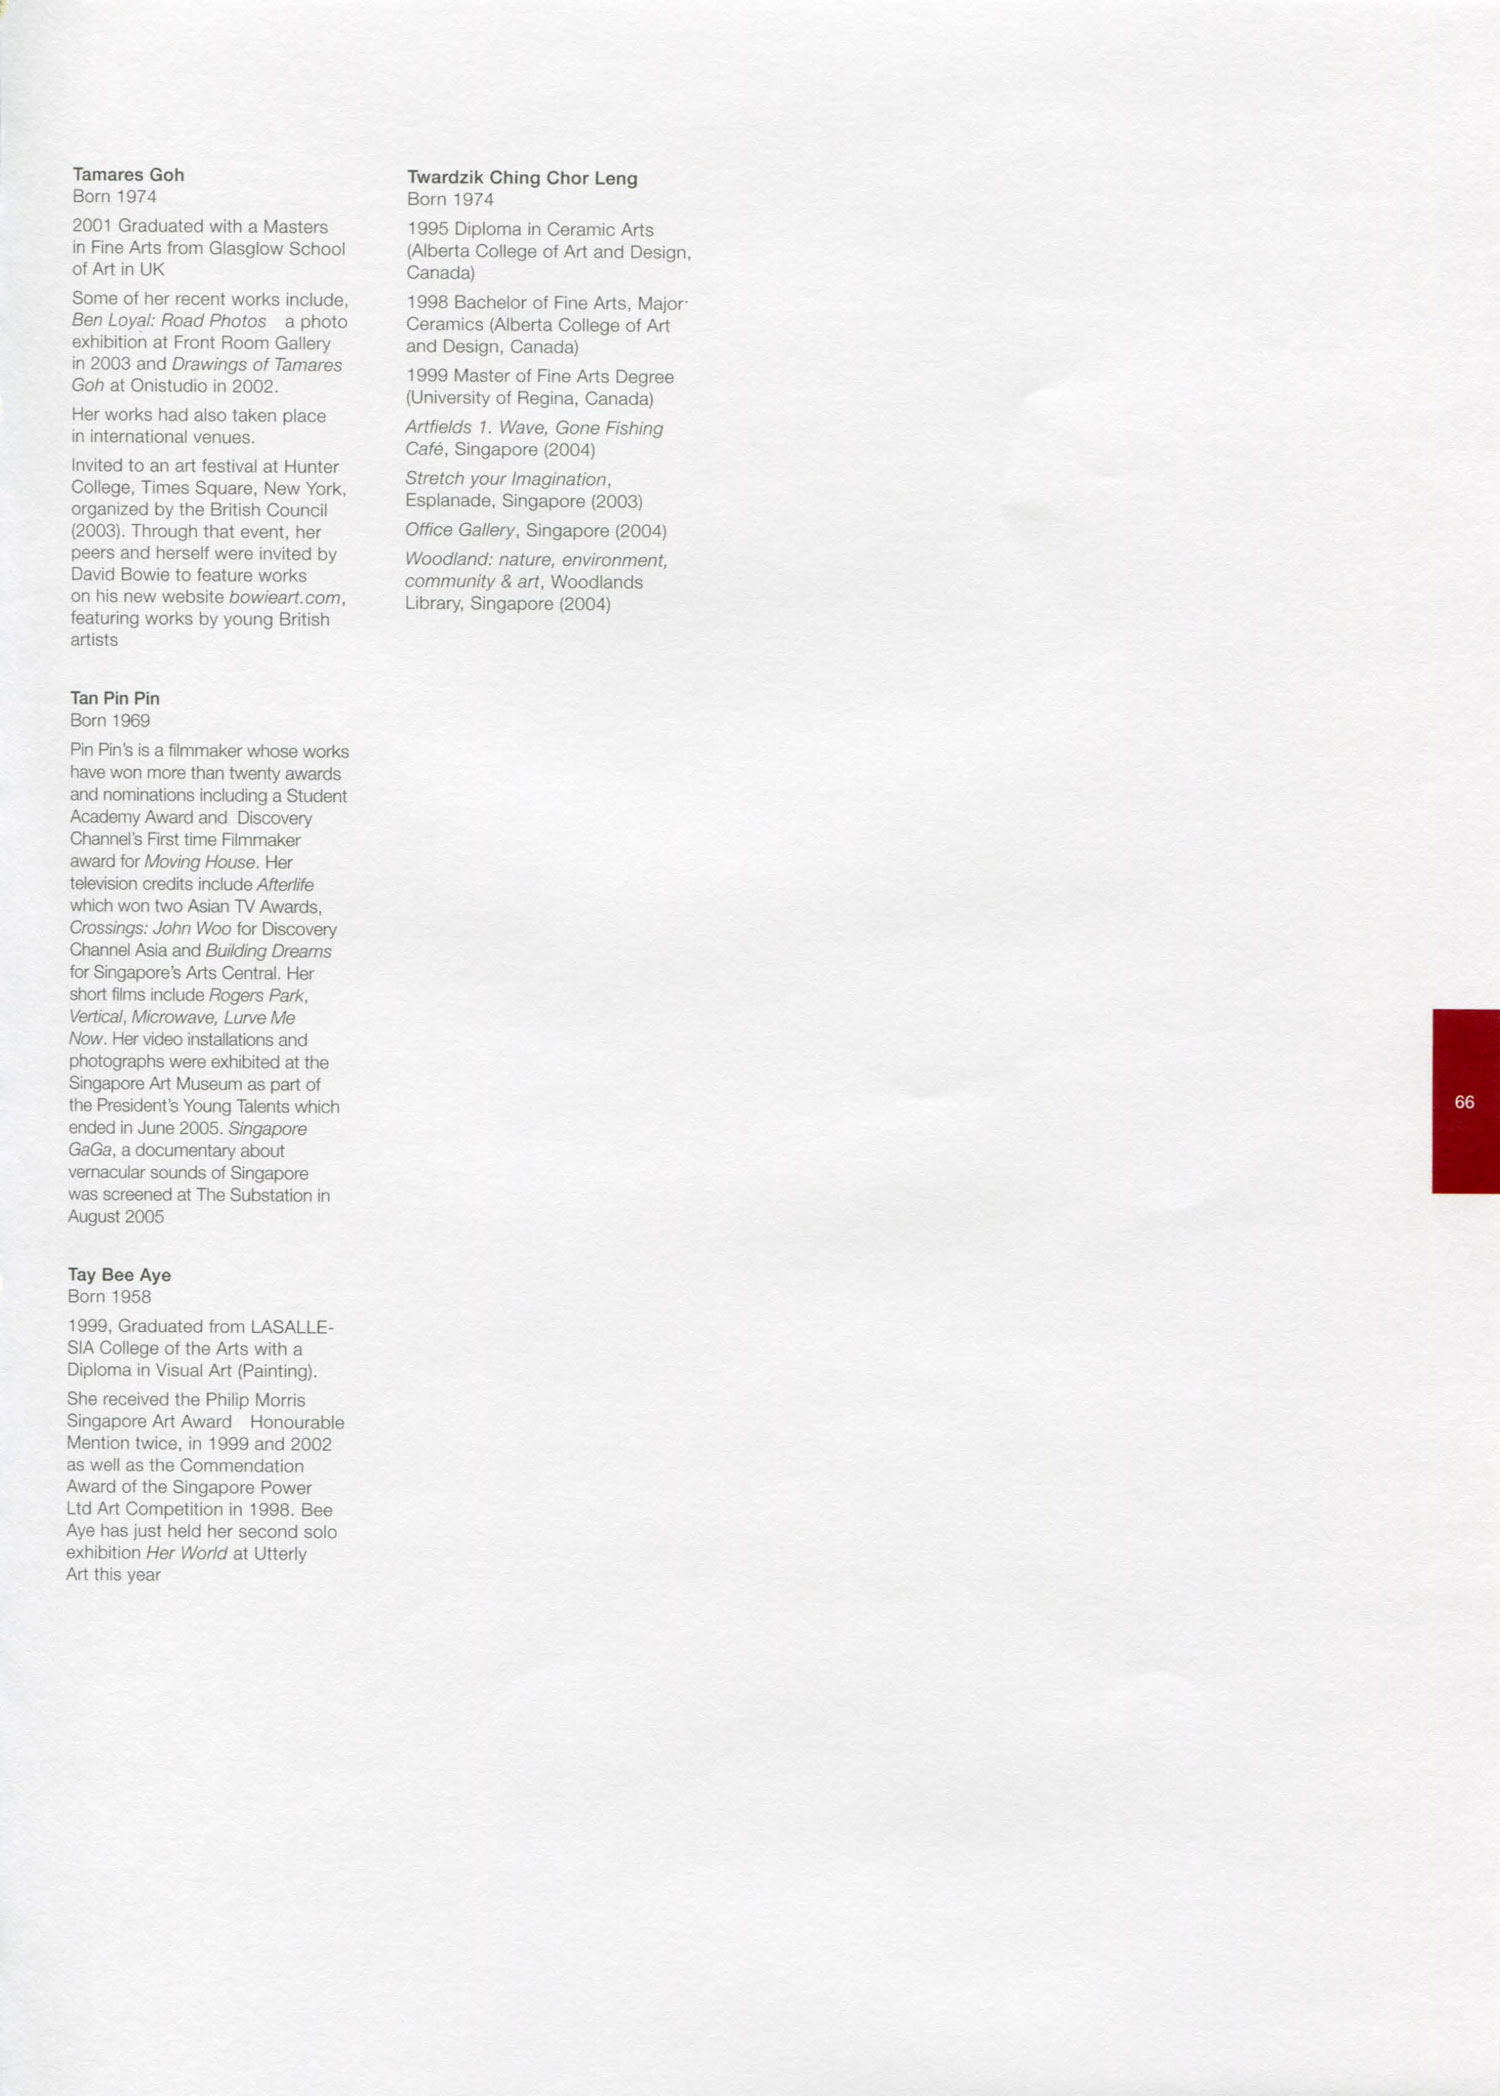 Tamares Goh
Born 1974
2001 Graduated with a Masters
in Fine Arts from Glasglow School
of Art in UK
Some of her recent works include,
Ben Loyal: Road Photos a photo
exhibition at Front Room Gallery
in 2003 and Drawings of Tamares
Goh at Onistudio in 2002.
Her works had also taken place
in international venues.
Invited to an art festival at Hunter
College, Times Square, New York,
organized by the British Council
(2003). Through that event, her
peers and herself were invited by
David Bowie to feature works
on his new website bowieart.com,
featuring works by young British
artists
Tan Pin Pin
Born 1969
Pin Pin's is a filmmaker whose works
have won more than twenty awards
and nominations including a Student
Academy Award and Discovery
Channel's First time Filmmaker
award for Moving House. Her
television credits include Afterlife
which won two Asian TV Awards,
Crossings: John Woo for Discovery
Channel Asia and Building Dreams
for Singapore's Arts Central. Her
short films include Rogers Park,
Vertical, Microwave, Lurve Me
Now. Her video installations and
photographs were exhibited at the
Singapore Art Museum as part of
the President's Young Talents which
ended in June 2005. Singapore
GaGa, a documentary about
vernacular sounds of Singapore
was screened at The Substation in
August 2005
Tay Bee Aye
Born 1958
1999, Graduated from LASALLE-
SIA College of the Arts with a
Diploma in Visual Art (Painting).
She received the Philip Morris
Singapore Art Award Honourable
Mention twice, in 1999 and 2002
as well as the Commendation
Award of the Singapore Power
Ltd Art Competition in 1998. Bee
Aye has just held her second solo
exhibition Her World at Utterly
Art this year
Twardzik Ching Chor Leng
Born 1974
1995 Diploma in Ceramic Arts
(Alberta College of Art and Design,
Canada)
1998 Bachelor of Fine Arts, Major
Ceramics (Alberta College of Art
and Design, Canada)
1999 Master of Fine Arts Degree
(University of Regina, Canada)
Artfields 1. Wave, Gone Fishing
Café, Singapore (2004)
Stretch your Imagination,
Esplanade, Singapore (2003)
Office Gallery, Singapore (2004)
Woodland: nature, environment,
community & art, Woodlands
Library, Singapore (2004)
66